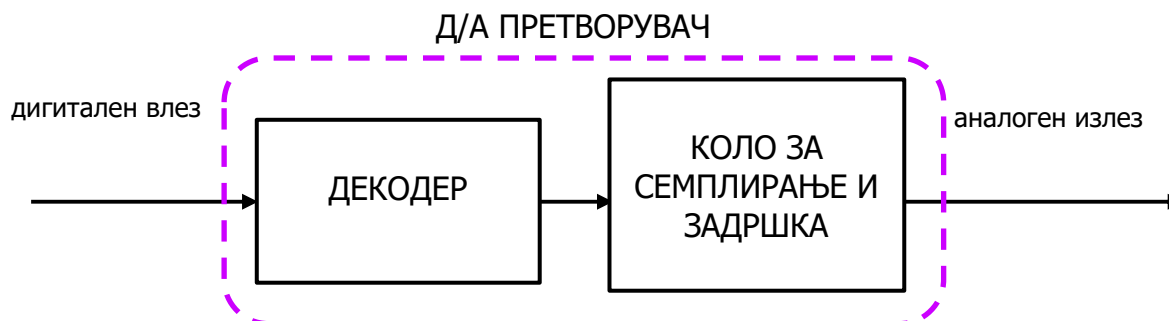 Д/А ПРЕТВОРУВАЧ
дигитален влез
аналоген излез
ДЕКОДЕР
КОЛО ЗА
СЕМПЛИРАЊЕ И
ЗАДРШКА